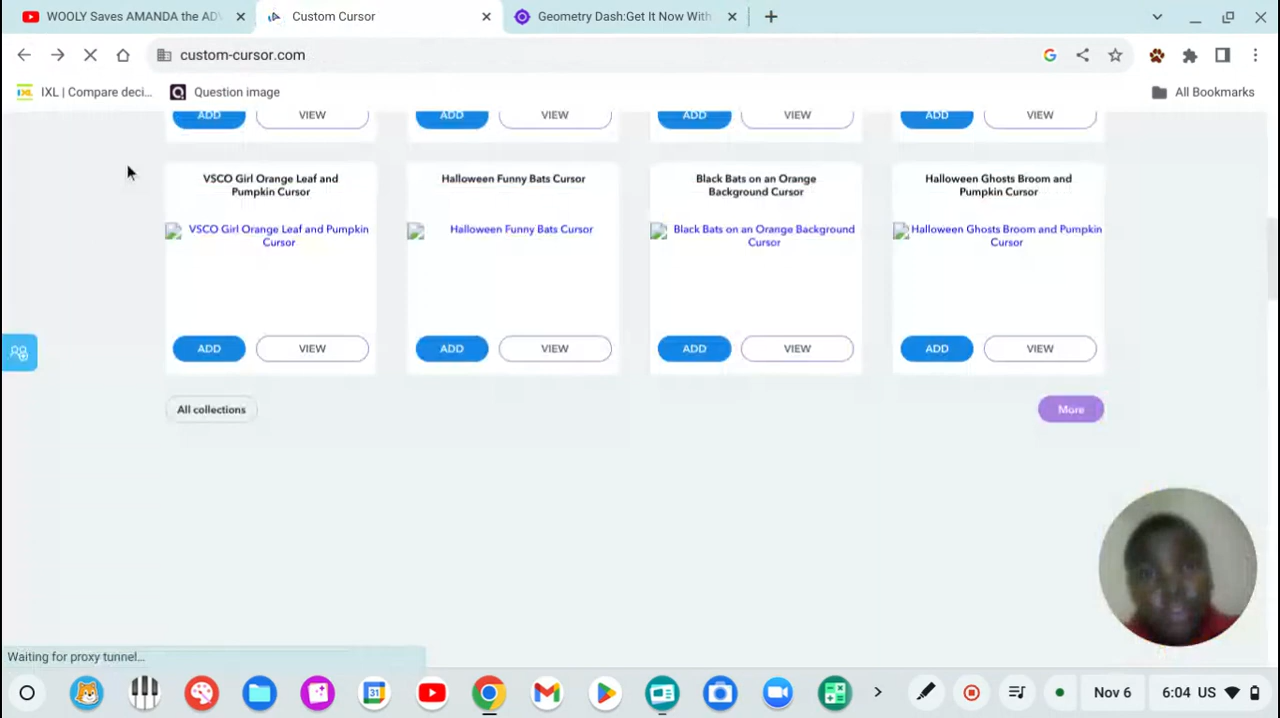 WOOLY Saves AMANDA the AD
Custom Cursor
Geometry Dash:Get It Now With
custom-cursor.com
IXL | Compare deci...
Question image
All Bookmarks
ADD VIEW ADD VIEW ADD VIEW ADD VIEW
VSCO Girl Orange Leaf and
Pumpkin Cursor
Halloween Funny Bats Cursor
Black Bats on an Orange
Background Cursor
Halloween Ghosts Broom and
Pumpkin Cursor
VSCO Girl Orange Leaf and Pumpkin
Cursor
Halloween Funny Bats Cursor
Black Bats on an Orange Background
Cursor
Halloween Ghosts Broom and Pumpkin
Cursor
ADD VIEW ADD VIEW ADD VIEW ADD VIEW
All collections
More
Waiting for proxy tunnel...
31
Nov 6
6:04 US